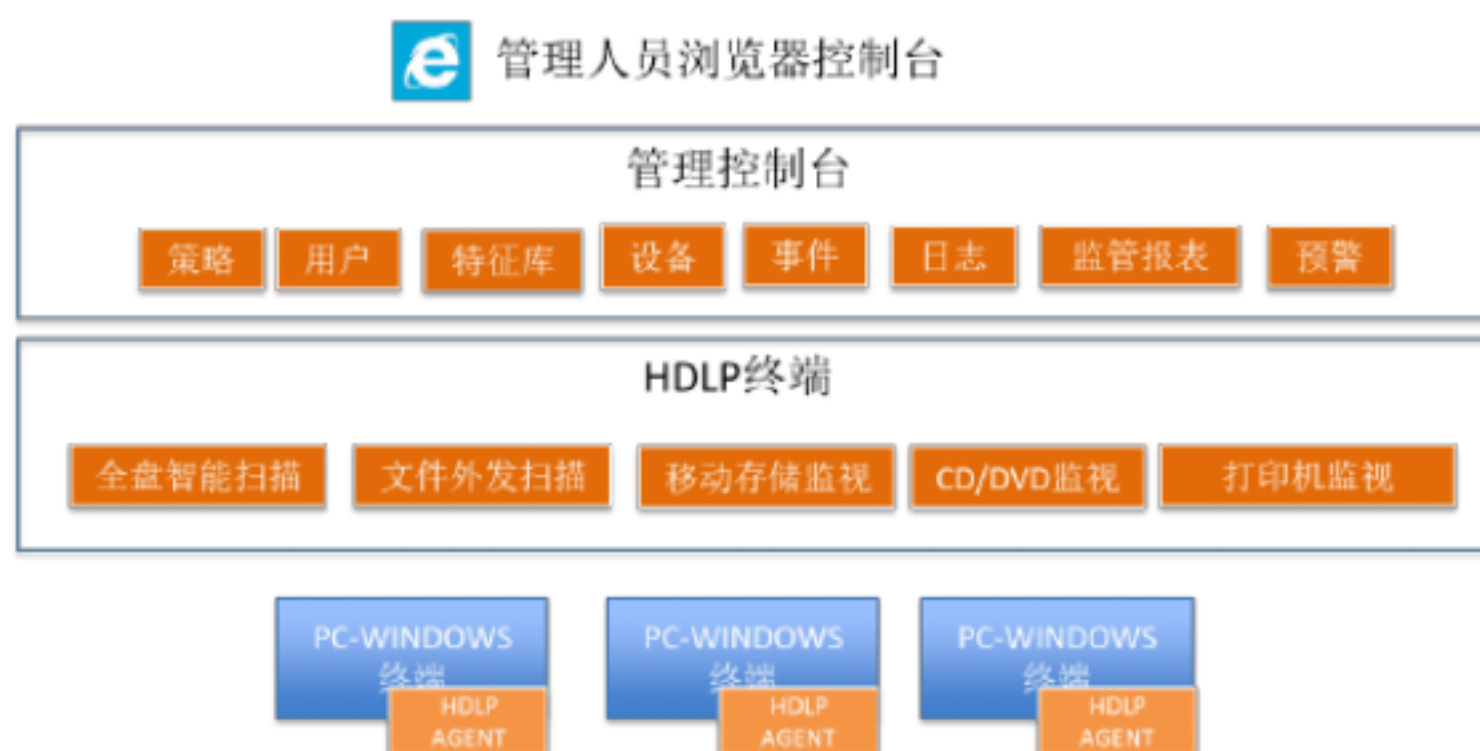 管理人员浏览器控制台
管理控制台
策略 用户 特征库 设备 事件 日志 监管报表 预警
HDLP终端
全盘智能扫描 文件外发扫描 移动存储监视 CD/DVD监视 打印机监视
PC-WINDOWS PC-WINDOWS PC-WINDOWS
终端 终端 终端
HDLP HDLP HDLP
AGENT AGENT AGENT